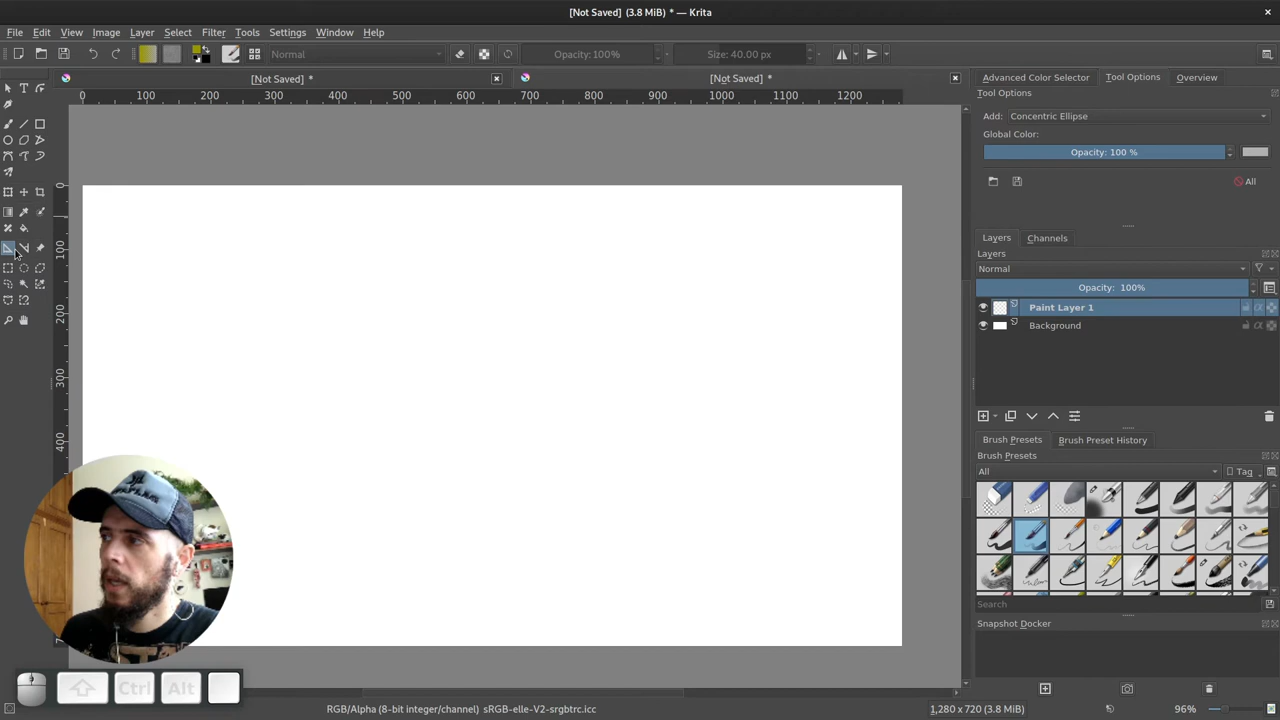 [Not Saved] (3.8 MiB) * — Krita
File Edit View Image Layer Filter Select Filter Tools Settings Window Help
Normal Opacity: 100% Size: 40.00 px
[Not Saved] * [Not Saved] *
Advanced Color Selector Tool Options Overview
0 100 200 300 400 500 600 700 800 900 1000 1100 1200
Tool Options
Add: Concentric Ellipse
Global Color:
Opacity: 100 %
All
0
100
200
300
400
Layers Channels
Layers
Normal
Opacity: 100%
Paint Layer 1
Background
Brush Presets Brush Preset History
Brush Presets
All Tag
Search
Snapshot Docker
Ctrl Alt
RGB/Alpha (8-bit integer/channel) sRGB-elle-V2-srgbtrc.icc 1,280 x 720 (3.8 MiB) 96%